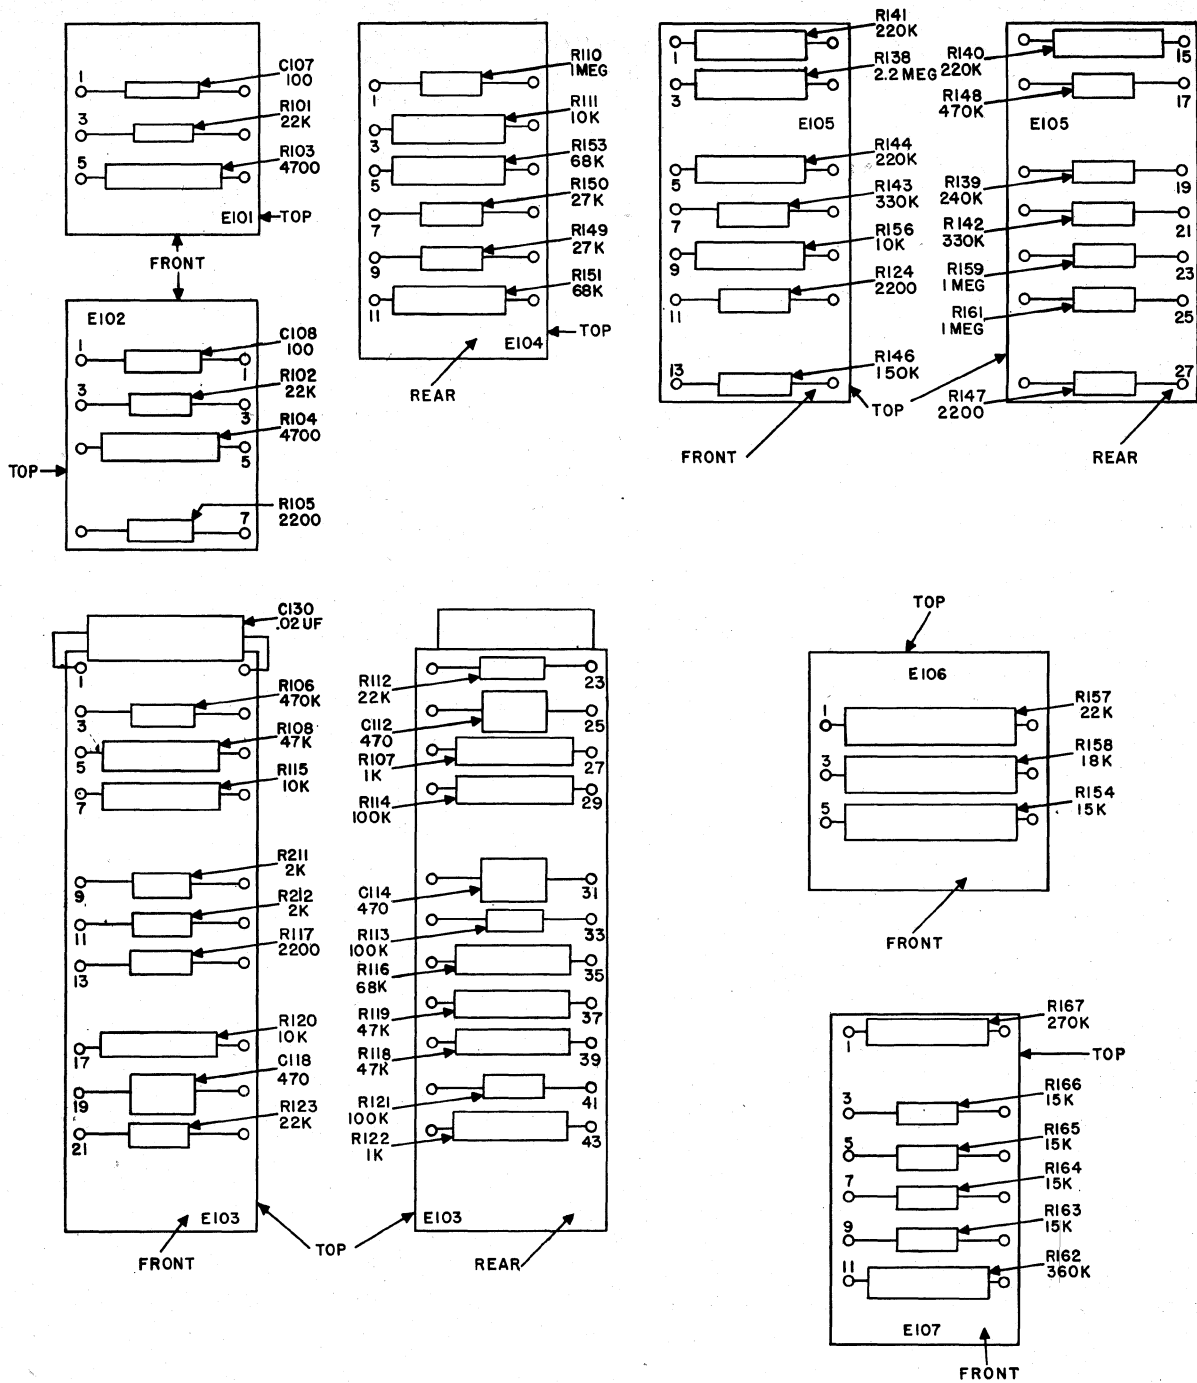 1
C107
100
3
R101
22K
5
R103
4700
E101
TOP
FRONT
E102
1
C108
100
1
3
R102
22K
3
R104
4700
5
TOP
R105
2200
7
R110
1 MEG
1
R111
10K
3
R153
68K
5
R150
27K
7
R149
27K
9
R151
68K
11
E104
TOP
REAR
R141
220K
1
R138
2.2 MEG
3
E105
R144
220K
5
R143
330K
7
R156
10K
9
R124
2200
11
13
R146
150K
TOP
FRONT
R140
220K
15
R148
470K
17
E105
R139
240K
19
R142
330K
21
R159
1 MEG
23
R161
1 MEG
25
27
R147
2200
REAR
C130
.02UF
1
R106
470K
3
R108
47K
5
R115
10K
7
R211
2K
9
R212
2K
11
R117
2200
13
R120
10K
17
C118
470
19
R123
22K
21
E103
FRONT
TOP
R112
22K
23
C112
470
25
R107
1K
27
R114
100K
29
C114
470
31
R113
100K
33
R116
68K
35
R119
47K
37
R118
47K
39
R121
100K
41
R122
1K
43
E103
REAR
TOP
E106
1
R157
22K
3
R158
18K
5
R154
15K
FRONT
R167
270K
1
TOP
3
R166
15K
5
R165
15K
7
R164
15K
9
R163
15K
11
R162
360K
E107
FRONT